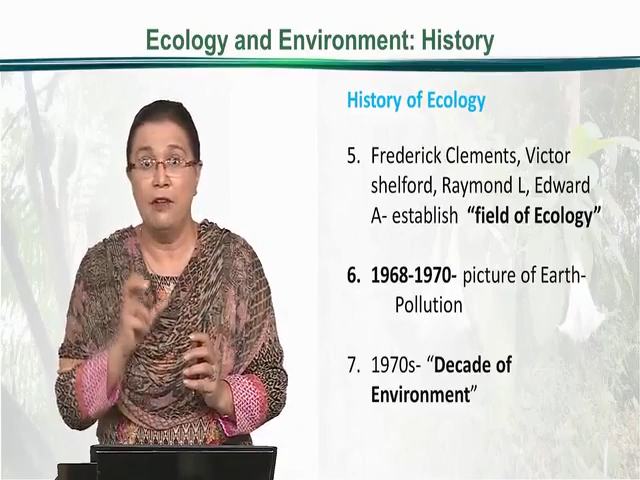 Ecology and Environment: History
History of Ecology
5. Frederick Clements, Victor
shelford, Raymond L, Edward
A- establish “field of Ecology”
6. 1968-1970- picture of Earth-
Pollution
7. 1970s- “Decade of
Environment”